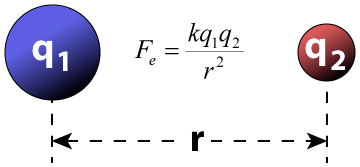 q₁
Fₑ = kq₁q₂ / r²
q₂
r